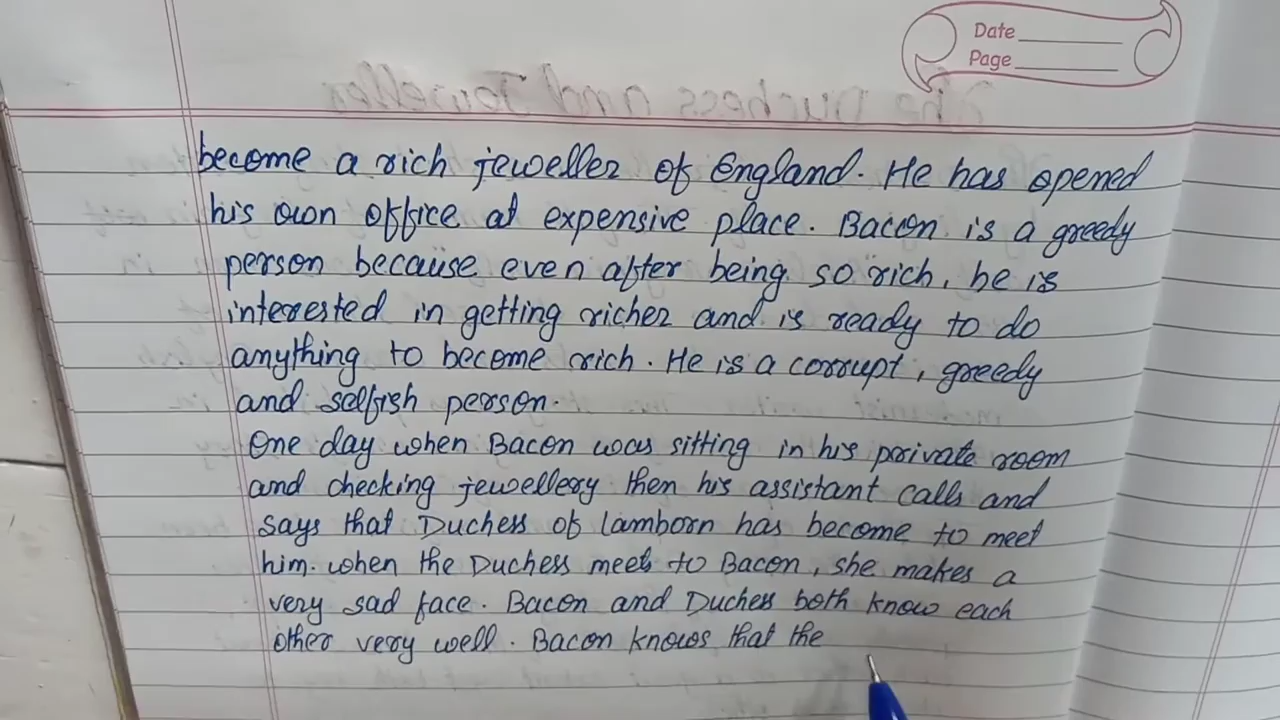 Date
Page
The Duchess and Jeweller
become a rich jeweller of England. He has opened
his own office at expensive place. Bacon is a greedy
person because even after being so rich, he is
interested in getting richer and is ready to do
anything to become rich. He is a corrupt, greedy
and selfish person.
One day when Bacon was sitting in his private room
and checking jewellery then his assistant calls and
says that Duchess of Lamborn has become to meet
him. when the Duchess meets to Bacon, she makes a
very sad face. Bacon and Duchess both know each
other very well. Bacon knows that the